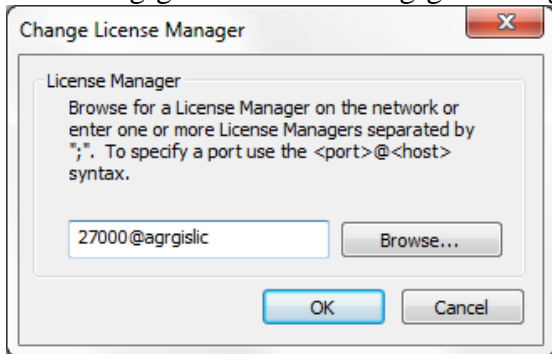 Change License Manager
License Manager
Browse for a License Manager on the network or
enter one or more License Managers separated by
";". To specify a port use the <port>@<host>
syntax.
27000@agrgislic
Browse...
OK
Cancel